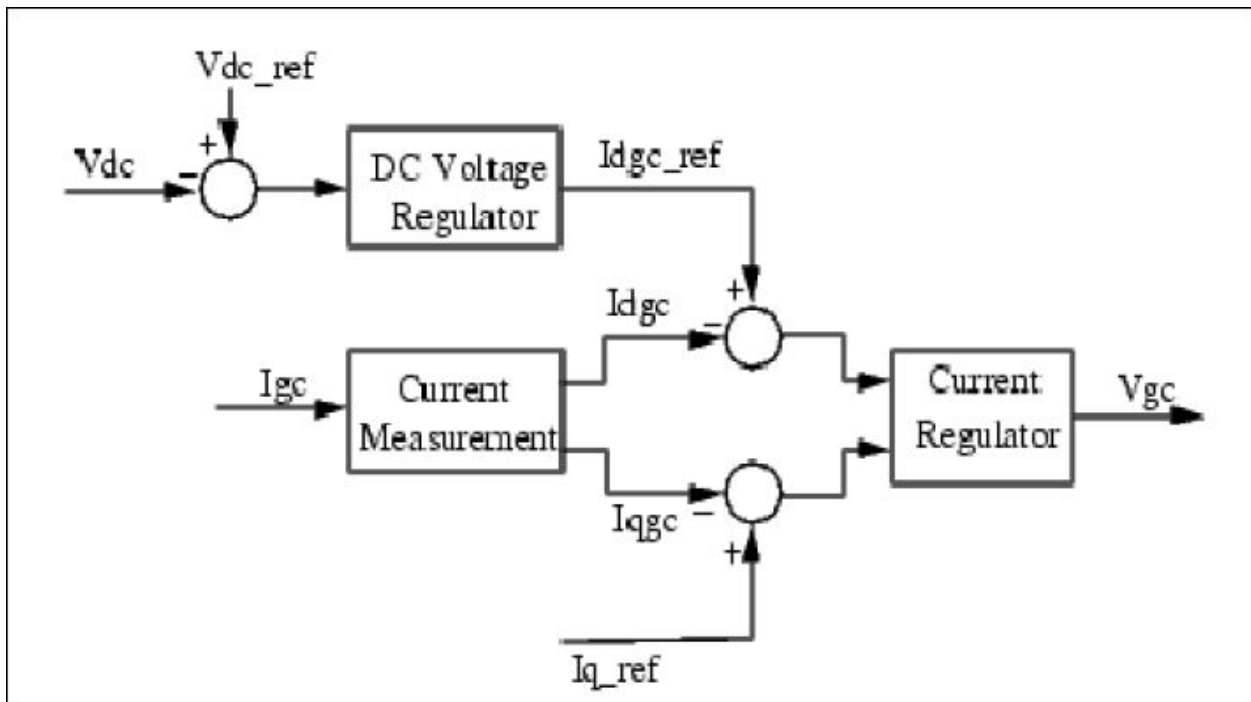 Vdc_ref
+
Vdc
-
DC Voltage
Regulator
Idgc_ref
+
-
Idgc
Igc
Current
Measurement
Current
Regulator
Vgc
Iqgc
-
+
Iq_ref